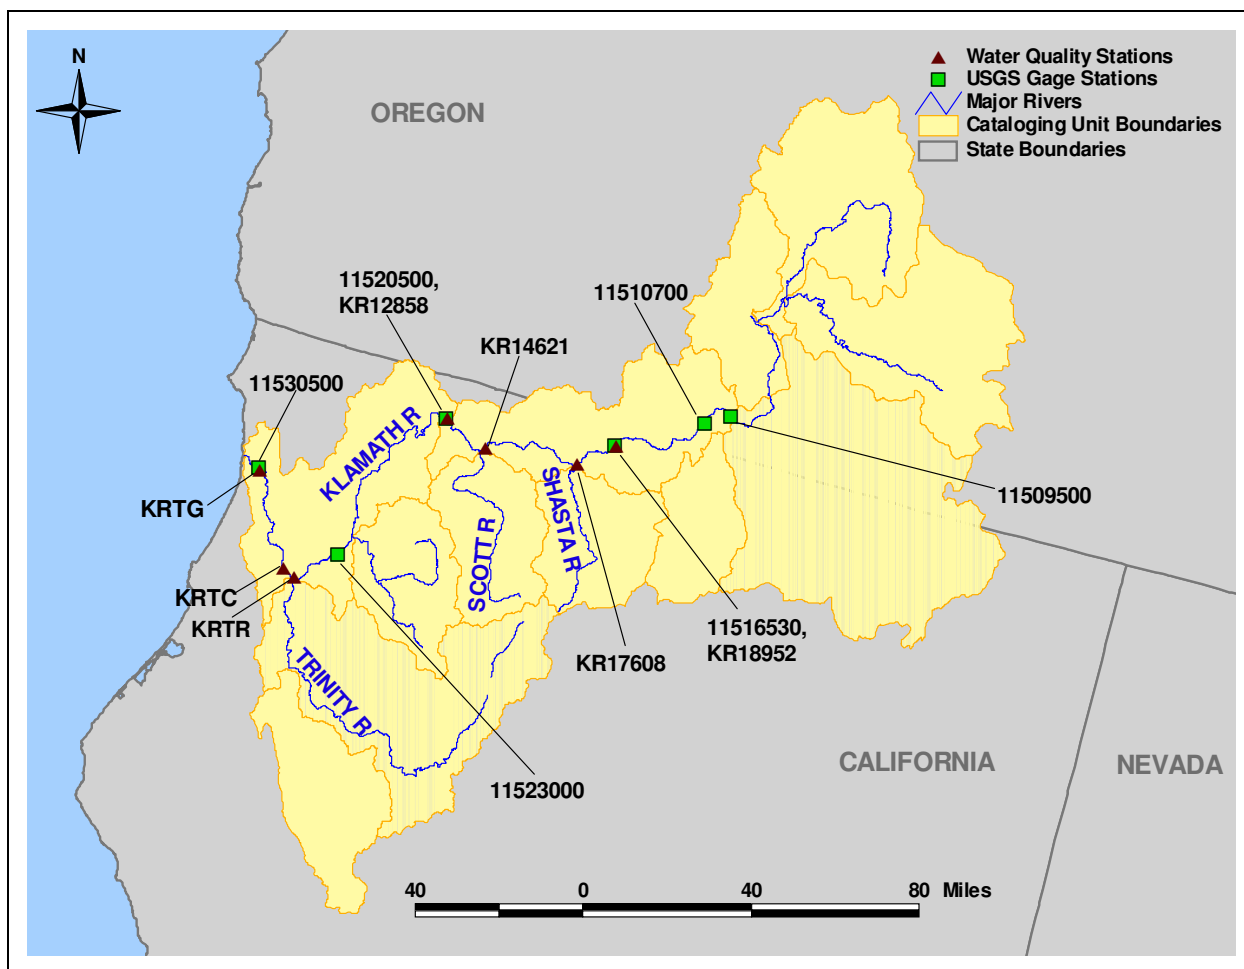 N
Water Quality Stations
USGS Gage Stations
Major Rivers
Cataloging Unit Boundaries
State Boundaries
OREGON
11520500,
KR12858
11510700
KR14621
11530500
KLAMATH R
KRTG
SHASTA R
SCOTT R
11509500
KRTC
KRTR
11516530,
KR18952
KR17608
TRINITY R
CALIFORNIA
NEVADA
11523000
40 0 40 80 Miles